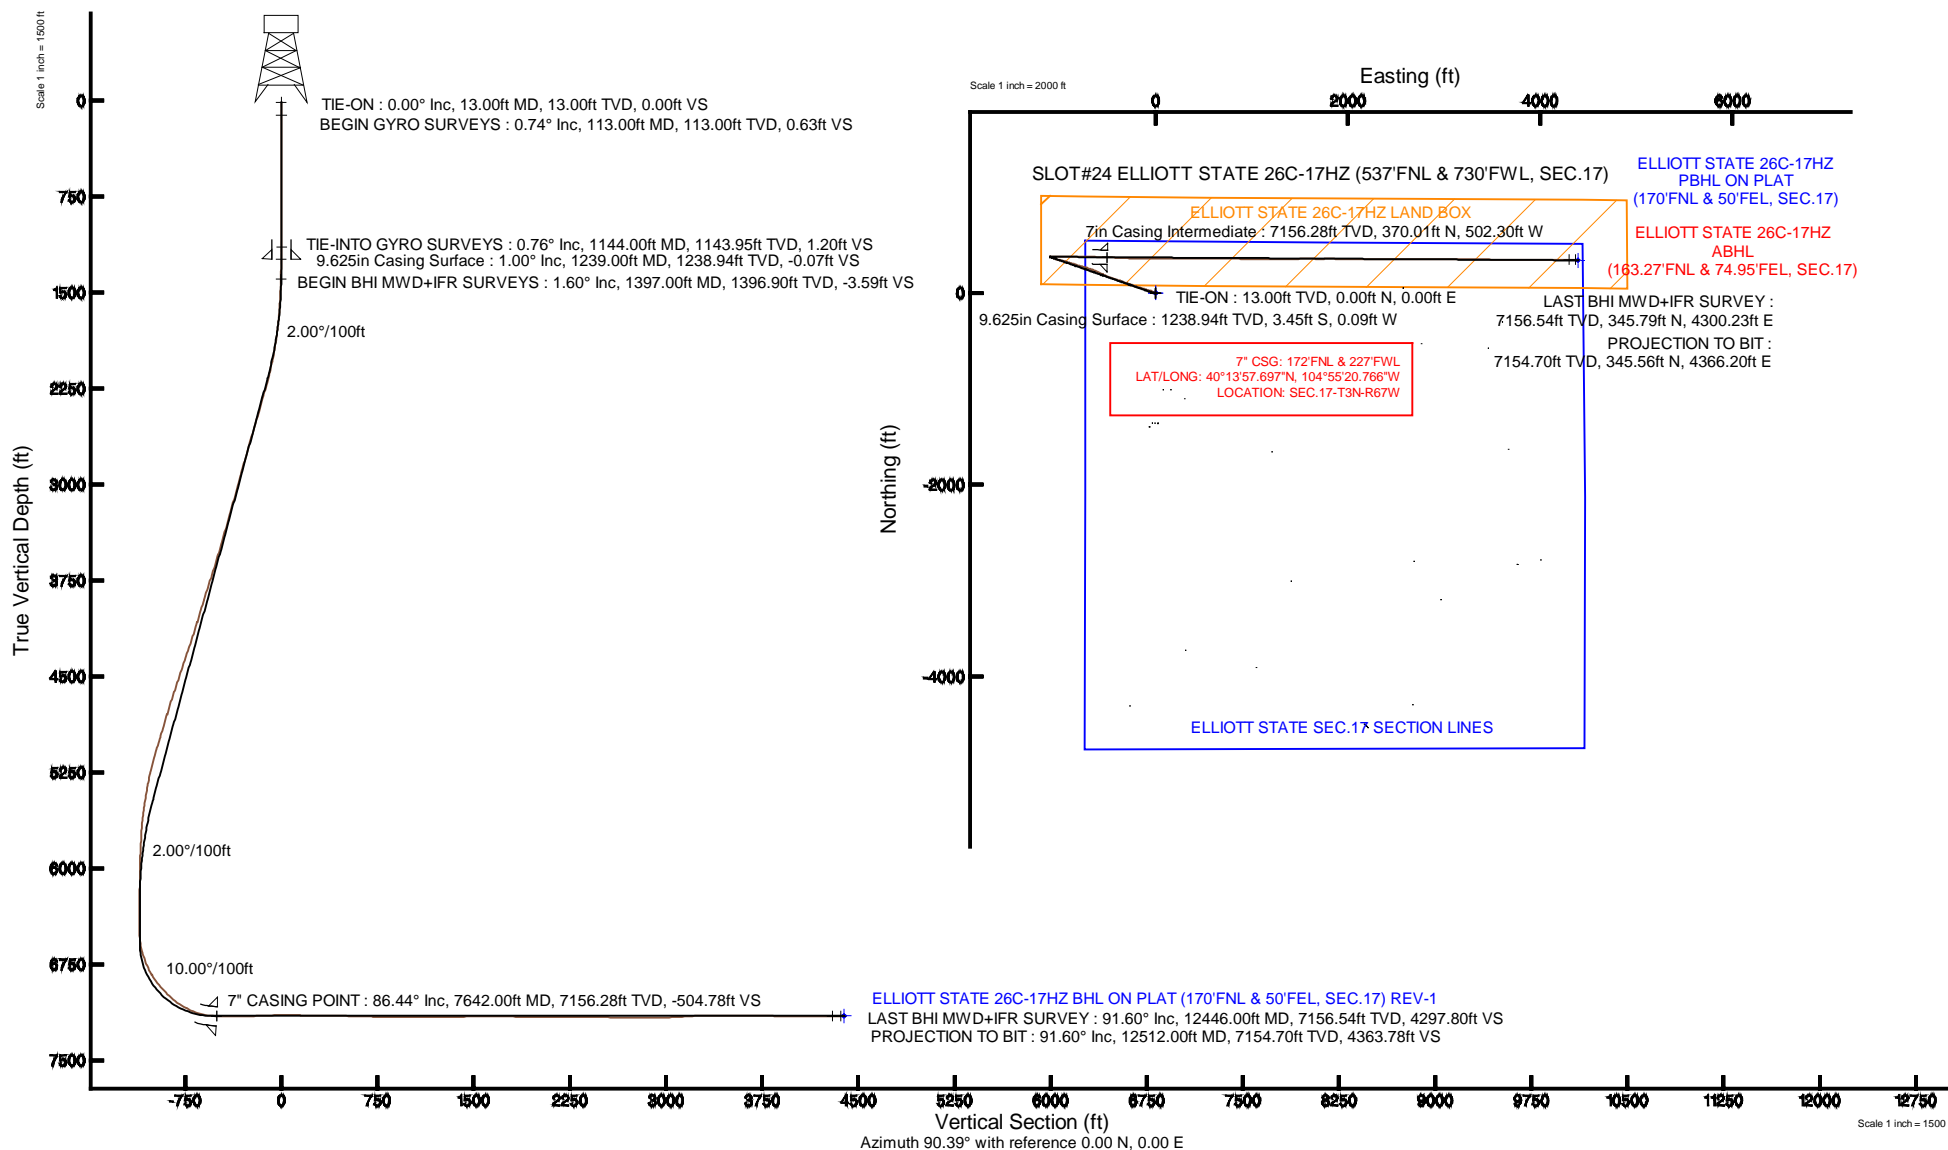 Scale 1 inch = 1500 ft
True Vertical Depth (ft)
0
750
1500
2250
3000
3750
4500
5250
6000
6750
7500
TIE-ON : 0.00° Inc, 13.00ft MD, 13.00ft TVD, 0.00ft VS
BEGIN GYRO SURVEYS : 0.74° Inc, 113.00ft MD, 113.00ft TVD, 0.63ft VS
TIE-INTO GYRO SURVEYS : 0.76° Inc, 1144.00ft MD, 1143.95ft TVD, 1.20ft VS
9.625in Casing Surface : 1.00° Inc, 1239.00ft MD, 1238.94ft TVD, -0.07ft VS
BEGIN BHI MWD+IFR SURVEYS : 1.60° Inc, 1397.00ft MD, 1396.90ft TVD, -3.59ft VS
2.00°/100ft
2.00°/100ft
10.00°/100ft
7" CASING POINT : 86.44° Inc, 7642.00ft MD, 7156.28ft TVD, -504.78ft VS
ELLIOTT STATE 26C-17HZ BHL ON PLAT (170'FNL & 50'FEL, SEC.17) REV-1
LAST BHI MWD+IFR SURVEY : 91.60° Inc, 12446.00ft MD, 7156.54ft TVD, 4297.80ft VS
PROJECTION TO BIT : 91.60° Inc, 12512.00ft MD, 7154.70ft TVD, 4363.78ft VS
-750 0 750 1500 2250 3000 3750 4500 5250 6000 6750 7500 8250 9000 9750 10500 11250 12000 12750
Vertical Section (ft)
Azimuth 90.39° with reference 0.00 N, 0.00 E
Scale 1 inch = 1500
Scale 1 inch = 2000 ft
Easting (ft)
0 2000 4000 6000
Northing (ft)
0
-2000
-4000
SLOT#24 ELLIOTT STATE 26C-17HZ (537'FNL & 730'FWL, SEC.17)
ELLIOTT STATE 26C-17HZ
PBHL ON PLAT
(170'FNL & 50'FEL, SEC.17)
ELLIOTT STATE 26C-17HZ LAND BOX
7in Casing Intermediate : 7156.28ft TVD, 370.01ft N, 502.30ft W
ELLIOTT STATE 26C-17HZ
ABHL
(163.27'FNL & 74.95'FEL, SEC.17)
TIE-ON : 13.00ft TVD, 0.00ft N, 0.00ft E
9.625in Casing Surface : 1238.94ft TVD, 3.45ft S, 0.09ft W
LAST BHI MWD+IFR SURVEY :
7156.54ft TVD, 345.79ft N, 4300.23ft E
PROJECTION TO BIT :
7154.70ft TVD, 345.56ft N, 4366.20ft E
7" CSG: 172'FNL & 227'FWL
LAT/LONG: 40°13'57.697"N, 104°55'20.766"W
LOCATION: SEC.17-T3N-R67W
ELLIOTT STATE SEC.17 SECTION LINES